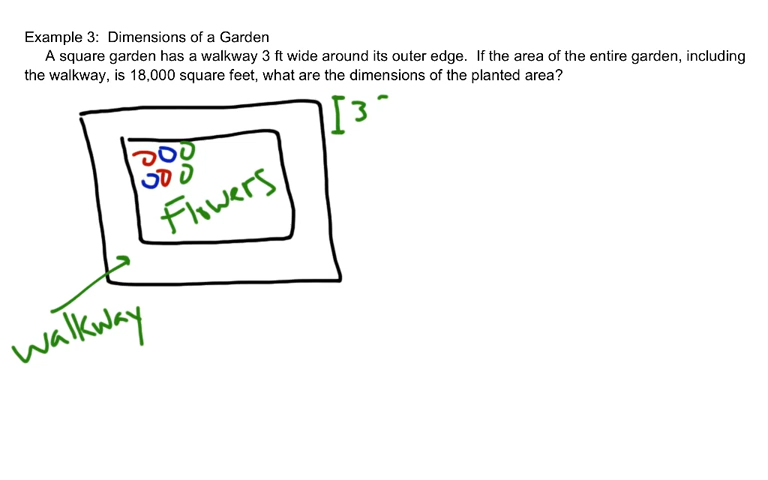 Example 3: Dimensions of a Garden
A square garden has a walkway 3 ft wide around its outer edge. If the area of the entire garden, including
the walkway, is 18,000 square feet, what are the dimensions of the planted area?
3
Flowers
walkway